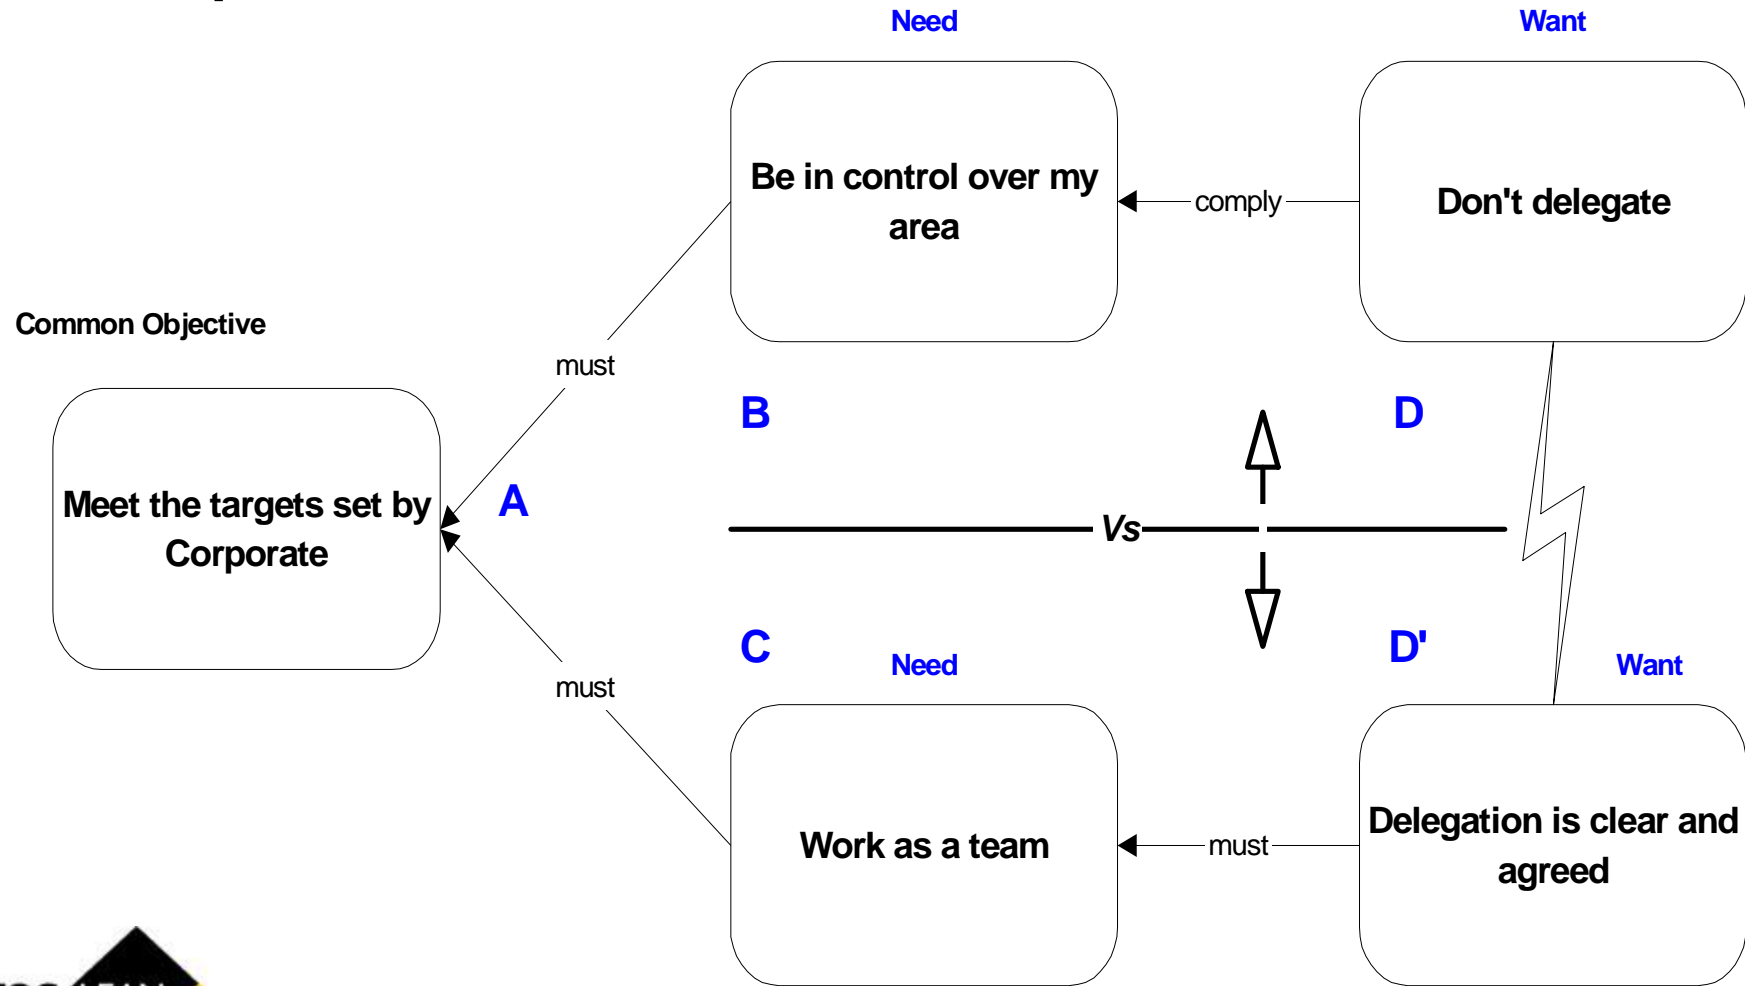 Need
Want
Be in control over my
area
comply
Don't delegate
Common Objective
must
B
D
Meet the targets set by
Corporate
A
Vs
C
Need
D'
Want
must
Work as a team
must
Delegation is clear and
agreed